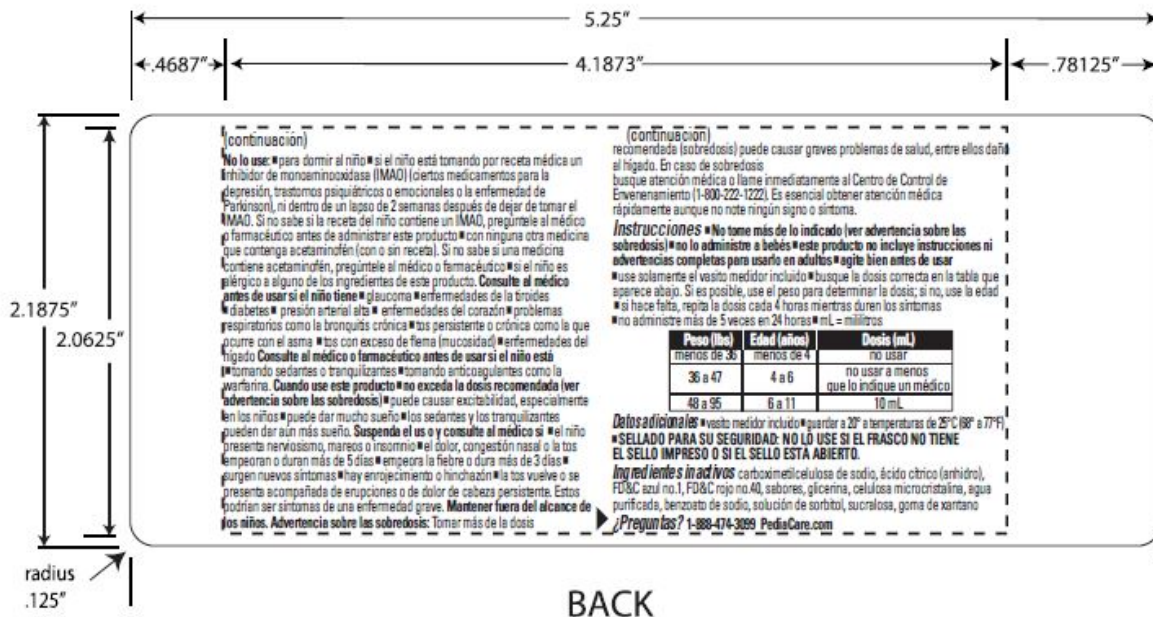 5.25”
.4687”
4.1873”
.78125”
2.1875”
2.0625”
radius
.125”
(continuación)
No lo use: ■ para dormir al niño ■ si el niño está tomando por receta médica un
inhibidor de monoaminooxidasa (IMAO) (ciertos medicamentos para la
depresión, trastornos psiquiátricos o emocionales o la enfermedad de
Parkinson), ni dentro de un lapso de 2 semanas después de dejar de tomar el
IMAO. Si no sabe si la receta del niño contiene un IMAO, pregúntele al médico
o farmacéutico antes de administrar este producto ■ con ninguna otra medicina
que contenga acetaminofén (con o sin receta). Si no sabe si una medicina
contiene acetaminofén, pregúntele al médico o farmacéutico ■ si el niño es
alérgico a alguno de los ingredientes de este producto. Consulte al médico
antes de usar si el niño tiene ■ glaucoma ■ enfermedades de la tiroides
■ diabetes ■ presión arterial alta ■ enfermedades del corazón ■ problemas
respiratorios como la bronquitis crónica ■ tos persistente o crónica como la que
ocurre con el asma ■ tos con exceso de flema (mucosidad) ■ enfermedades del
hígado Consulte al médico o farmacéutico antes de usar si el niño está
■ tomando sedantes o tranquilizantes ■ tomando anticoagulantes como la
warfarina. Cuando use este producto ■ no exceda la dosis recomendada (ver
advertencia sobre las sobredosis) ■ puede causar excitabilidad, especialmente
en los niños ■ puede dar mucho sueño ■ los sedantes y los tranquilizantes
pueden dar aún más sueño. Suspenda el us o y consulte al médico si ■ el niño
presenta nerviosismo, mareos o insomnio ■ el dolor, congestión nasal o la tos
empeoran o duran más de 5 días ■ empeora la fiebre o dura más de 3 días ■
surgen nuevos síntomas ■ hay enrojecimiento o hinchazón ■ la tos vuelve o se
presenta acompañada de erupciones o de dolor de cabeza persistente. Estos
podrían ser síntomas de una enfermedad grave. Mantener fuera del alcance de
los niños. Advertencia sobre las sobredosis: Tomar más de la dosis
(continuación)
recomendada (sobredosis) puede causar graves problemas de salud, entre ellos daño
al hígado. En caso de sobredosis
busque atención médica o llame inmediatamente al Centro de Control de
Envenenamiento (1-800-222-1222). Es esencial obtener atención médica
rápidamente aunque no note ningún signo o síntoma.
Instrucciones ■ No tome más de lo indicado (ver advertencia sobre las
sobredosis) ■ no lo administre a bebés ■ este producto no incluye instrucciones ni
advertencias completas para usarlo en adultos ■ agite bien antes de usar
■ use solamente el vasito medidor incluido ■ busque la dosis correcta en la tabla que
aparece abajo. Si es posible, use el peso para determinar la dosis; si no, use la edad
■ si hace falta, repita la dosis cada 4 horas mientras duren los síntomas
■ no administre más de 5 veces en 24 horas ■ mL = mililitros
Peso (lbs) Edad (años) Dosis (mL)
menos de 36 menos de 4 no usar
36 a 47 4 a 6 no usar a menos
que lo indique un médico
48 a 95 6 a 11 10 mL
Datos adicionales ■ vasito medidor incluido ■ guardar a 20° a temperaturas de 25°C (68° a 77°F)
■ SELLADO PARA SU SEGURIDAD: NO LO USE SI EL FRASCO NO TIENE
EL SELLO IMPRESO O SI EL SELLO ESTÁ ABIERTO.
Ingredientes inactivos carboximetilcelulosa de sodio, ácido cítrico (anhidro),
FD&C azul no.1, FD&C rojo no.40, sabores, glicerina, celulosa microcristalina, agua
purificada, benzoato de sodio, solución de sorbitol, sucralosa, goma de xantano
¿Preguntas? 1-888-474-3099 PediaCare.com
BACK